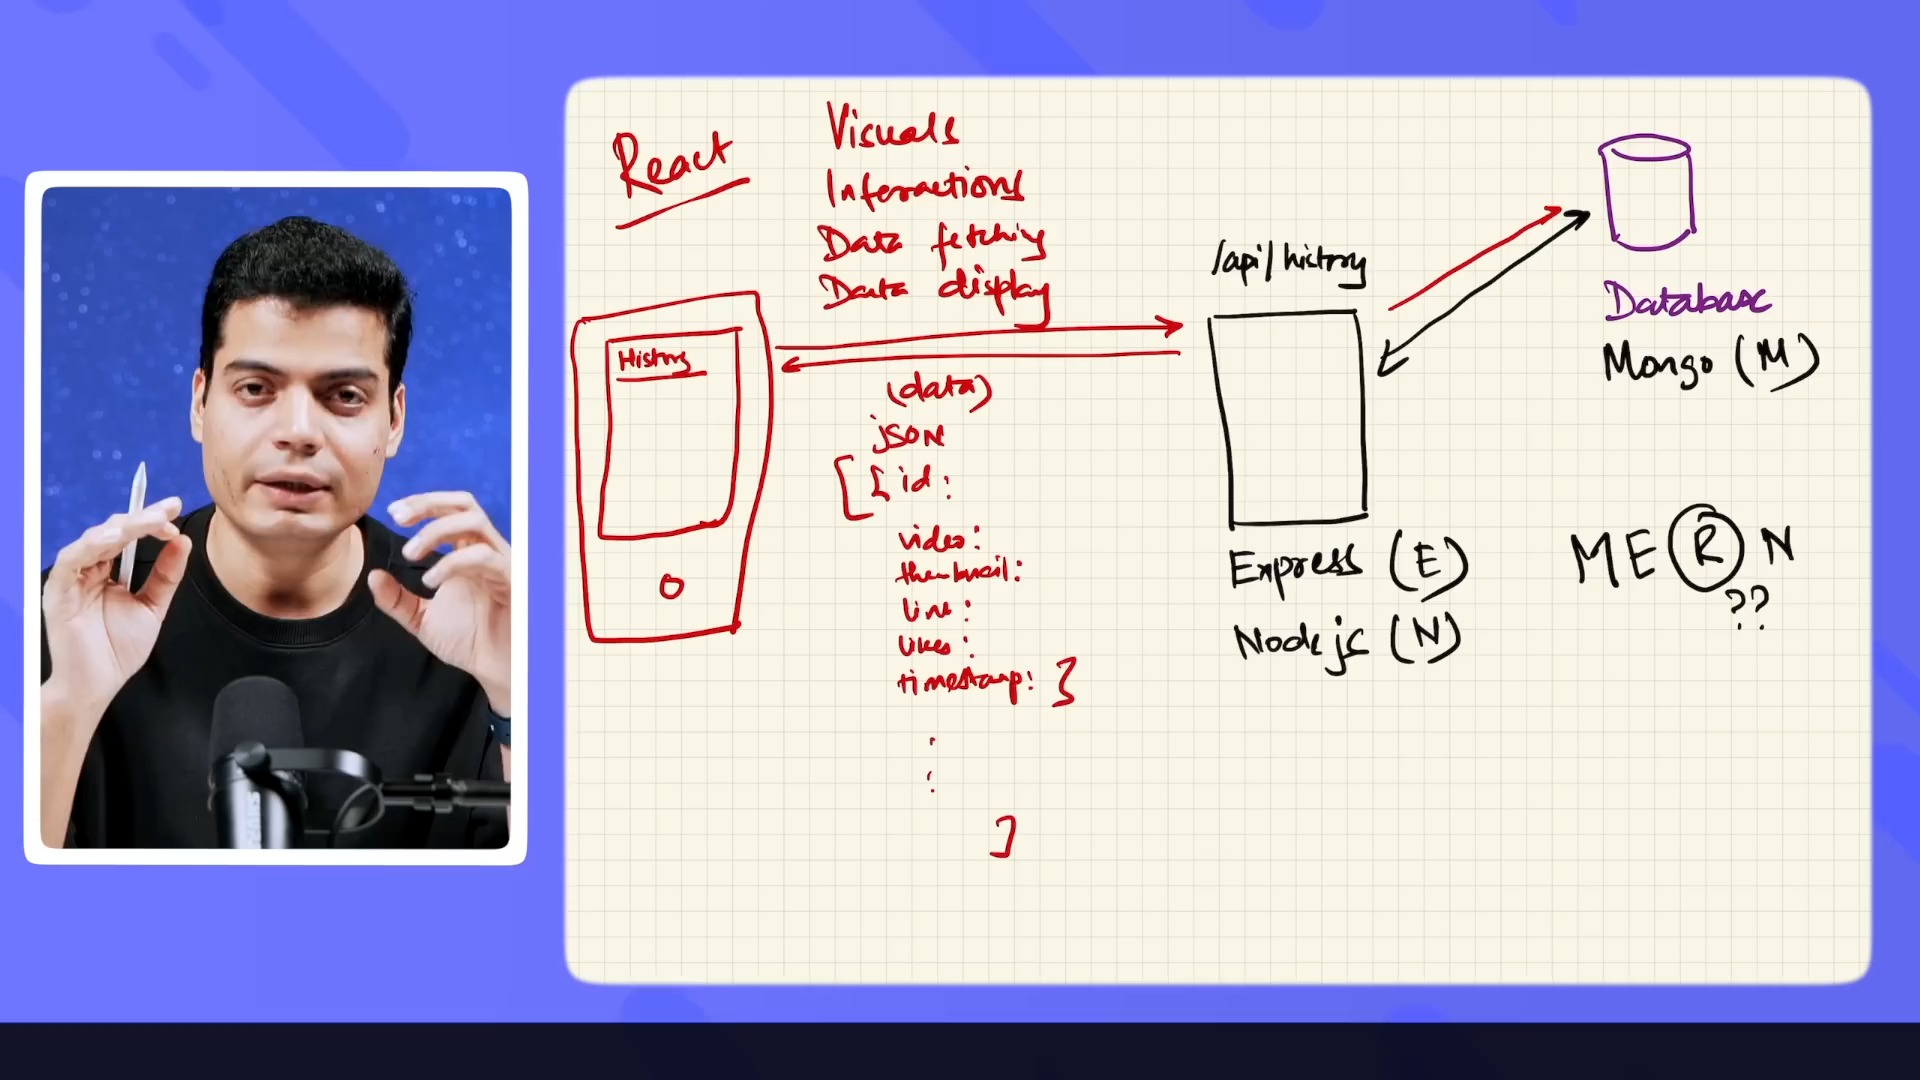 React
Visuals
Interactions
Data fetching
Data display
History
(data)
json
[ { id:
video:
thumbnail:
link:
likes:
timestamp: }
:
]
/api/history
Express (E)
Node js (N)
Database
Mongo (M)
M E R N
??